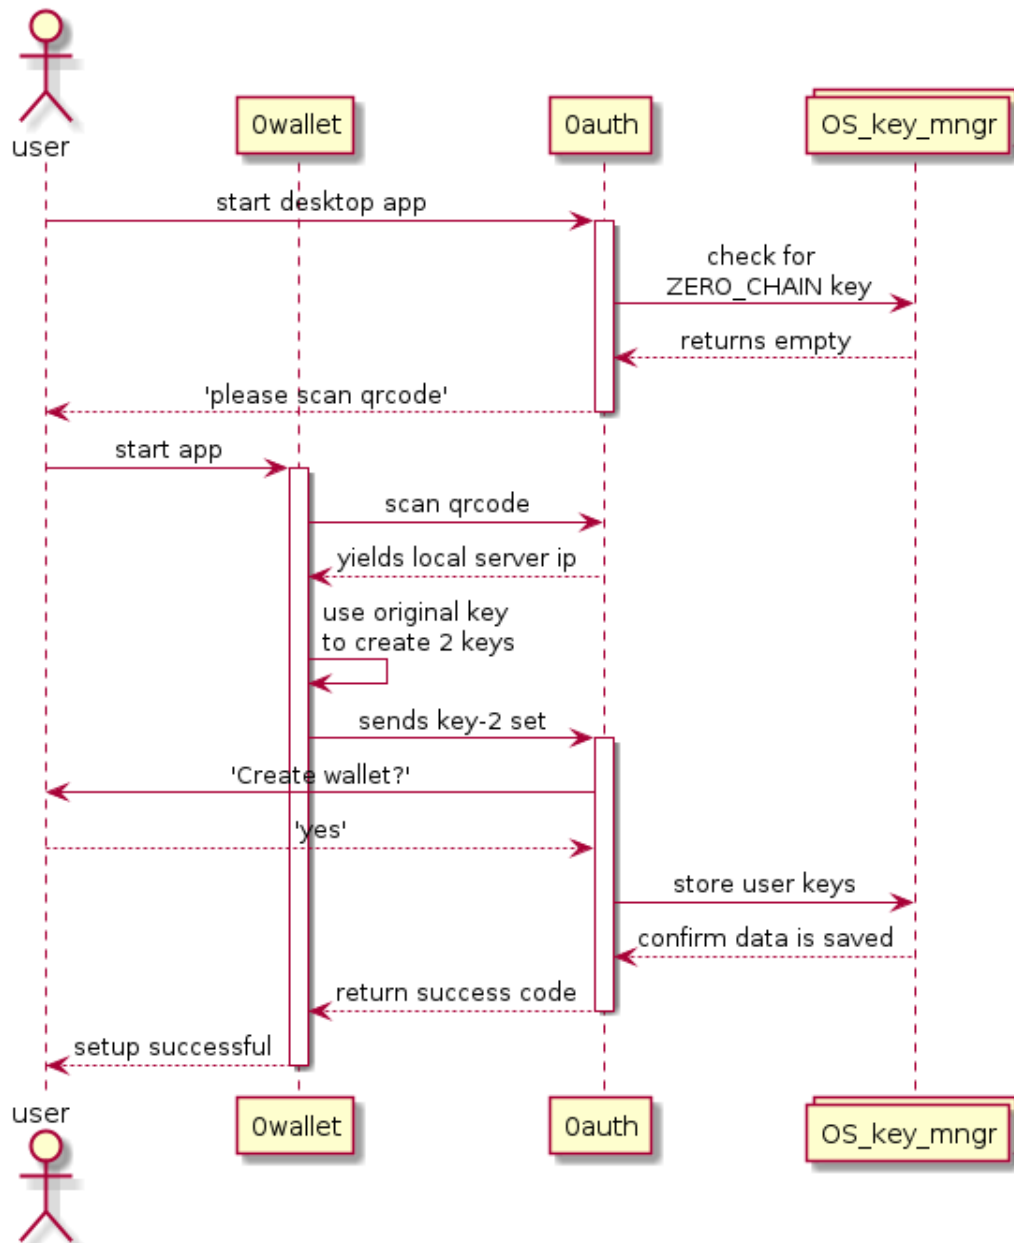 user
0wallet
0auth
OS_key_mngr
start desktop app
check for
ZERO_CHAIN key
returns empty
'please scan qrcode'
start app
scan qrcode
yields local server ip
use original key
to create 2 keys
sends key-2 set
'Create wallet?'
'yes'
store user keys
confirm data is saved
return success code
setup successful
user
0wallet
0auth
OS_key_mngr